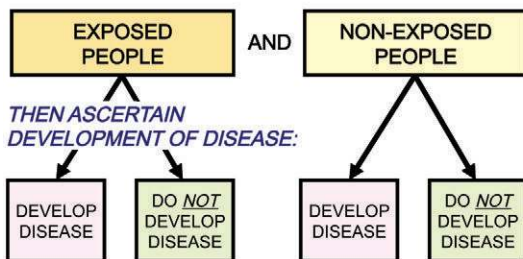 EXPOSED
PEOPLE
AND
NON-EXPOSED
PEOPLE
THEN ASCERTAIN
DEVELOPMENT OF DISEASE:
DEVELOP
DISEASE
DO NOT
DEVELOP
DISEASE
DEVELOP
DISEASE
DO NOT
DEVELOP
DISEASE